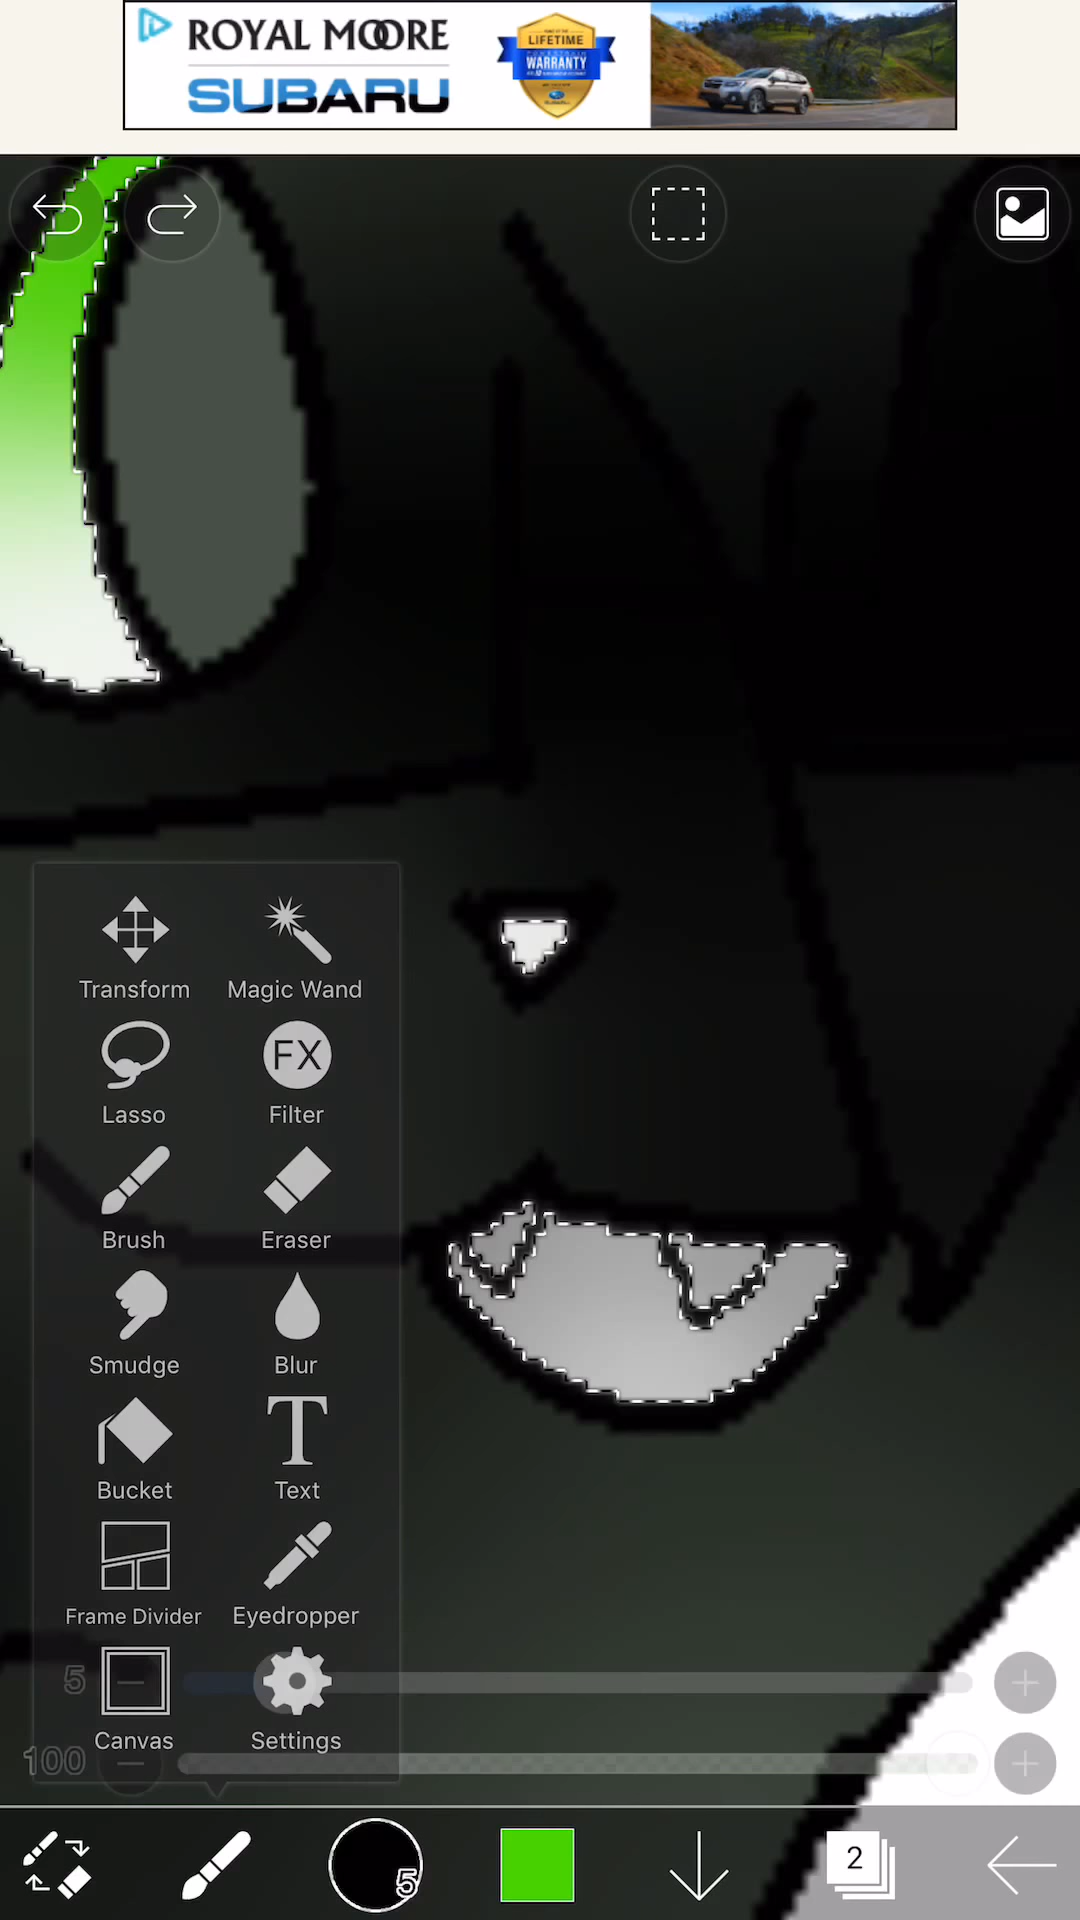 ROYAL MOORE
SUBARU
LIFETIME
WARRANTY
Transform
Magic Wand
Lasso
FX
Filter
Brush
Eraser
Smudge
Blur
Bucket
T
Text
Frame Divider
Eyedropper
5
Canvas
Settings
100
5
2